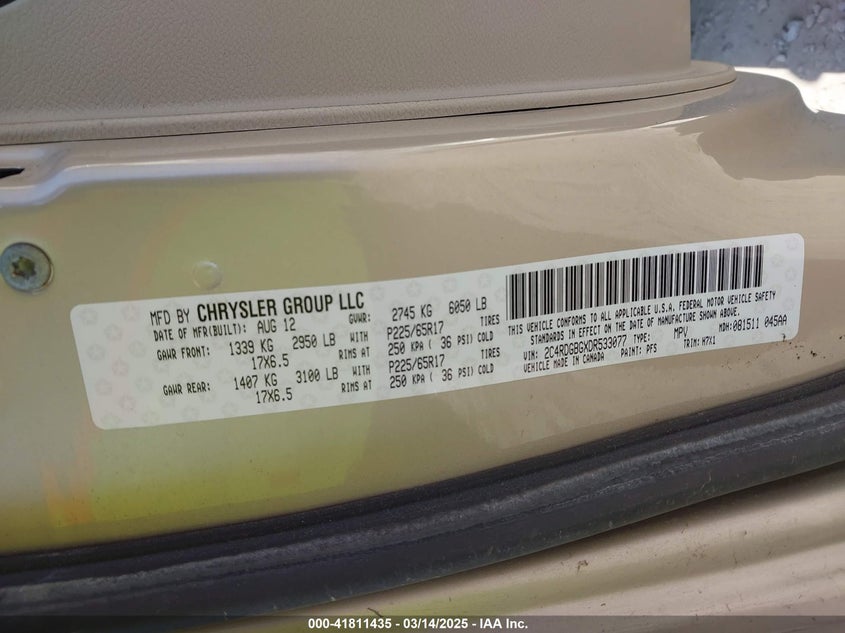 MFD BY CHRYSLER GROUP LLC
DATE OF MFR(BUILT): AUG 12 GVWR: 2745 KG 6050 LB
GAWR FRONT: 1339 KG 2950 LB WITH P225/65R17 TIRES
17X6.5 RIMS AT 250 KPA ( 36 PSI) COLD
GAWR REAR: 1407 KG 3100 LB WITH P225/65R17 TIRES
17X6.5 RIMS AT 250 KPA ( 36 PSI) COLD
THIS VEHICLE CONFORMS TO ALL APPLICABLE U.S.A. FEDERAL MOTOR VEHICLE SAFETY
STANDARDS IN EFFECT ON THE DATE OF MANUFACTURE SHOWN ABOVE.
VIN: 2C4RDGBGXDR533077 TYPE: MPV MDH: 081511 045AA
VEHICLE MADE IN CANADA PAINT: PFS TRIM: H7X1
000-41811435 - 03/14/2025 - IAA Inc.